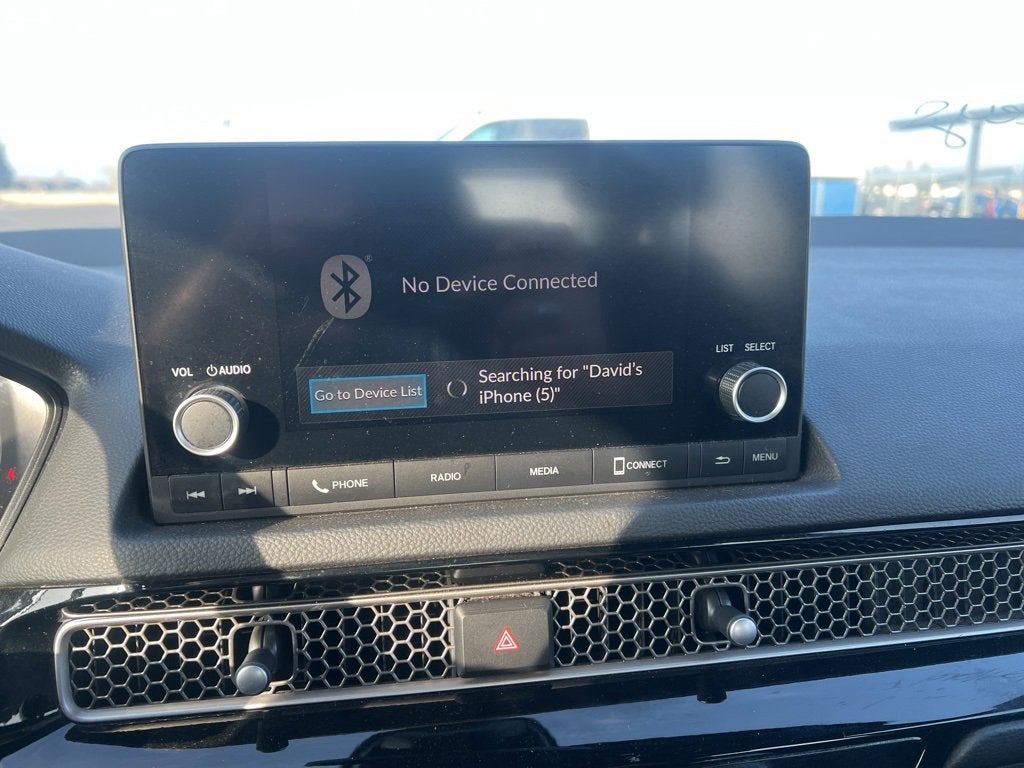 No Device Connected
VOL AUDIO
LIST SELECT
Go to Device List
Searching for "David's
iPhone (5)"
PHONE
RADIO
MEDIA
CONNECT
MENU